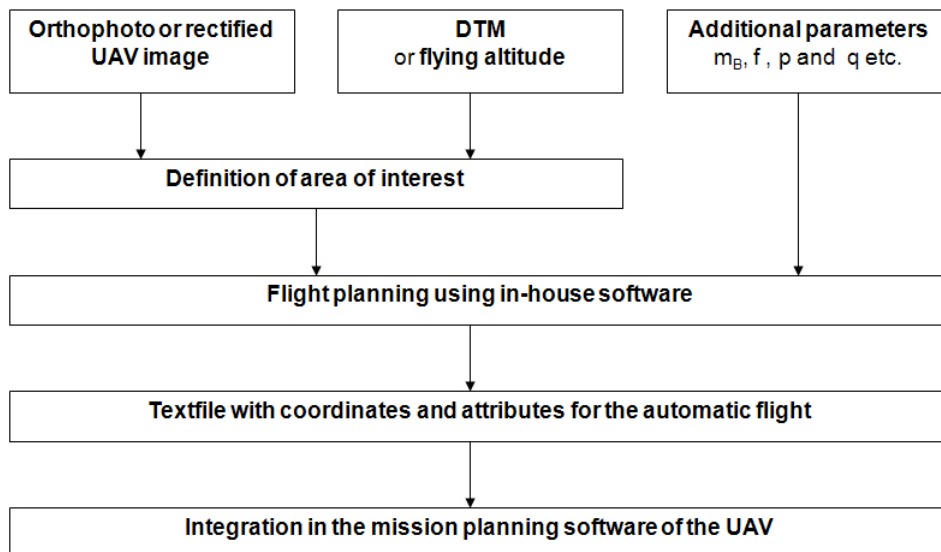 Orthophoto or rectified
UAV image
DTM
or flying altitude
Additional parameters
mB, f , p and q etc.
Definition of area of interest
Flight planning using in-house software
Textfile with coordinates and attributes for the automatic flight
Integration in the mission planning software of the UAV